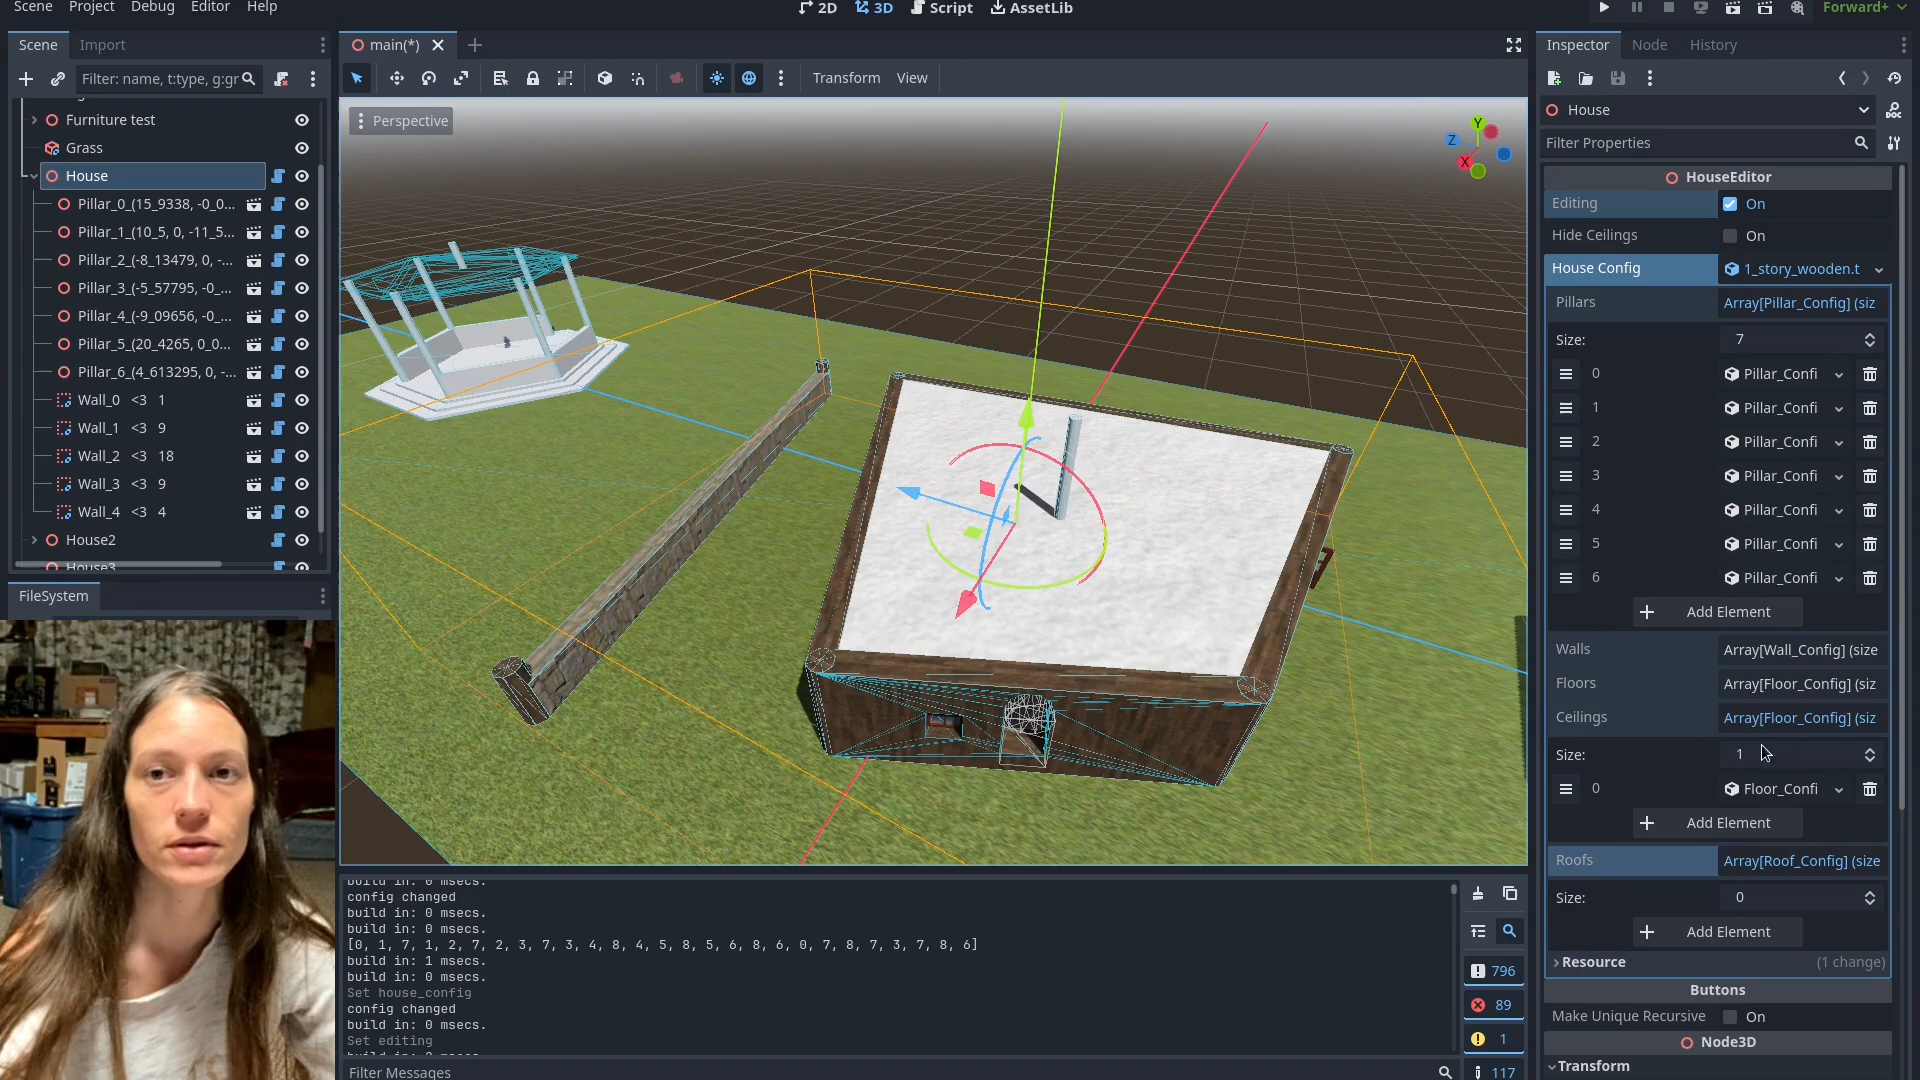 Scene Project Debug Editor Help
2D 3D Script AssetLib
Forward+
Scene Import
main(*)
Inspector Node History
Filter: name, t:type, g:gr
Transform View
Perspective
House
Filter Properties
Furniture test
Grass
House
Pillar_0_(15_9338, -0_0...
Pillar_1_(10_5, 0, -11_5...
Pillar_2_(-8_13479, 0, -...
Pillar_3_(-5_57795, -0_...
Pillar_4_(-9_09656, -0_...
Pillar_5_(20_4265, 0_0...
Pillar_6_(4_613295, 0, -...
Wall_0 <3 1
Wall_1 <3 9
Wall_2 <3 18
Wall_3 <3 9
Wall_4 <3 4
House2
House3
FileSystem
Y
Z
X
HouseEditor
Editing On
Hide Ceilings On
House Config 1_story_wooden.t
Pillars Array[Pillar_Config] (siz
Size: 7
0 Pillar_Confi
1 Pillar_Confi
2 Pillar_Confi
3 Pillar_Confi
4 Pillar_Confi
5 Pillar_Confi
6 Pillar_Confi
Add Element
Walls Array[Wall_Config] (size
Floors Array[Floor_Config] (siz
Ceilings Array[Floor_Config] (siz
Size: 1
0 Floor_Confi
Add Element
Roofs Array[Roof_Config] (size
Size: 0
Add Element
Resource (1 change)
Buttons
Make Unique Recursive On
Node3D
Transform
build in: 0 msecs.
config changed
build in: 0 msecs.
build in: 0 msecs.
[0, 1, 7, 1, 2, 7, 2, 3, 7, 3, 4, 8, 4, 5, 8, 5, 6, 8, 6, 0, 7, 8, 7, 3, 7, 8, 6]
build in: 1 msecs.
build in: 0 msecs.
Set house_config
config changed
build in: 0 msecs.
Set editing
796
89
1
117
Filter Messages